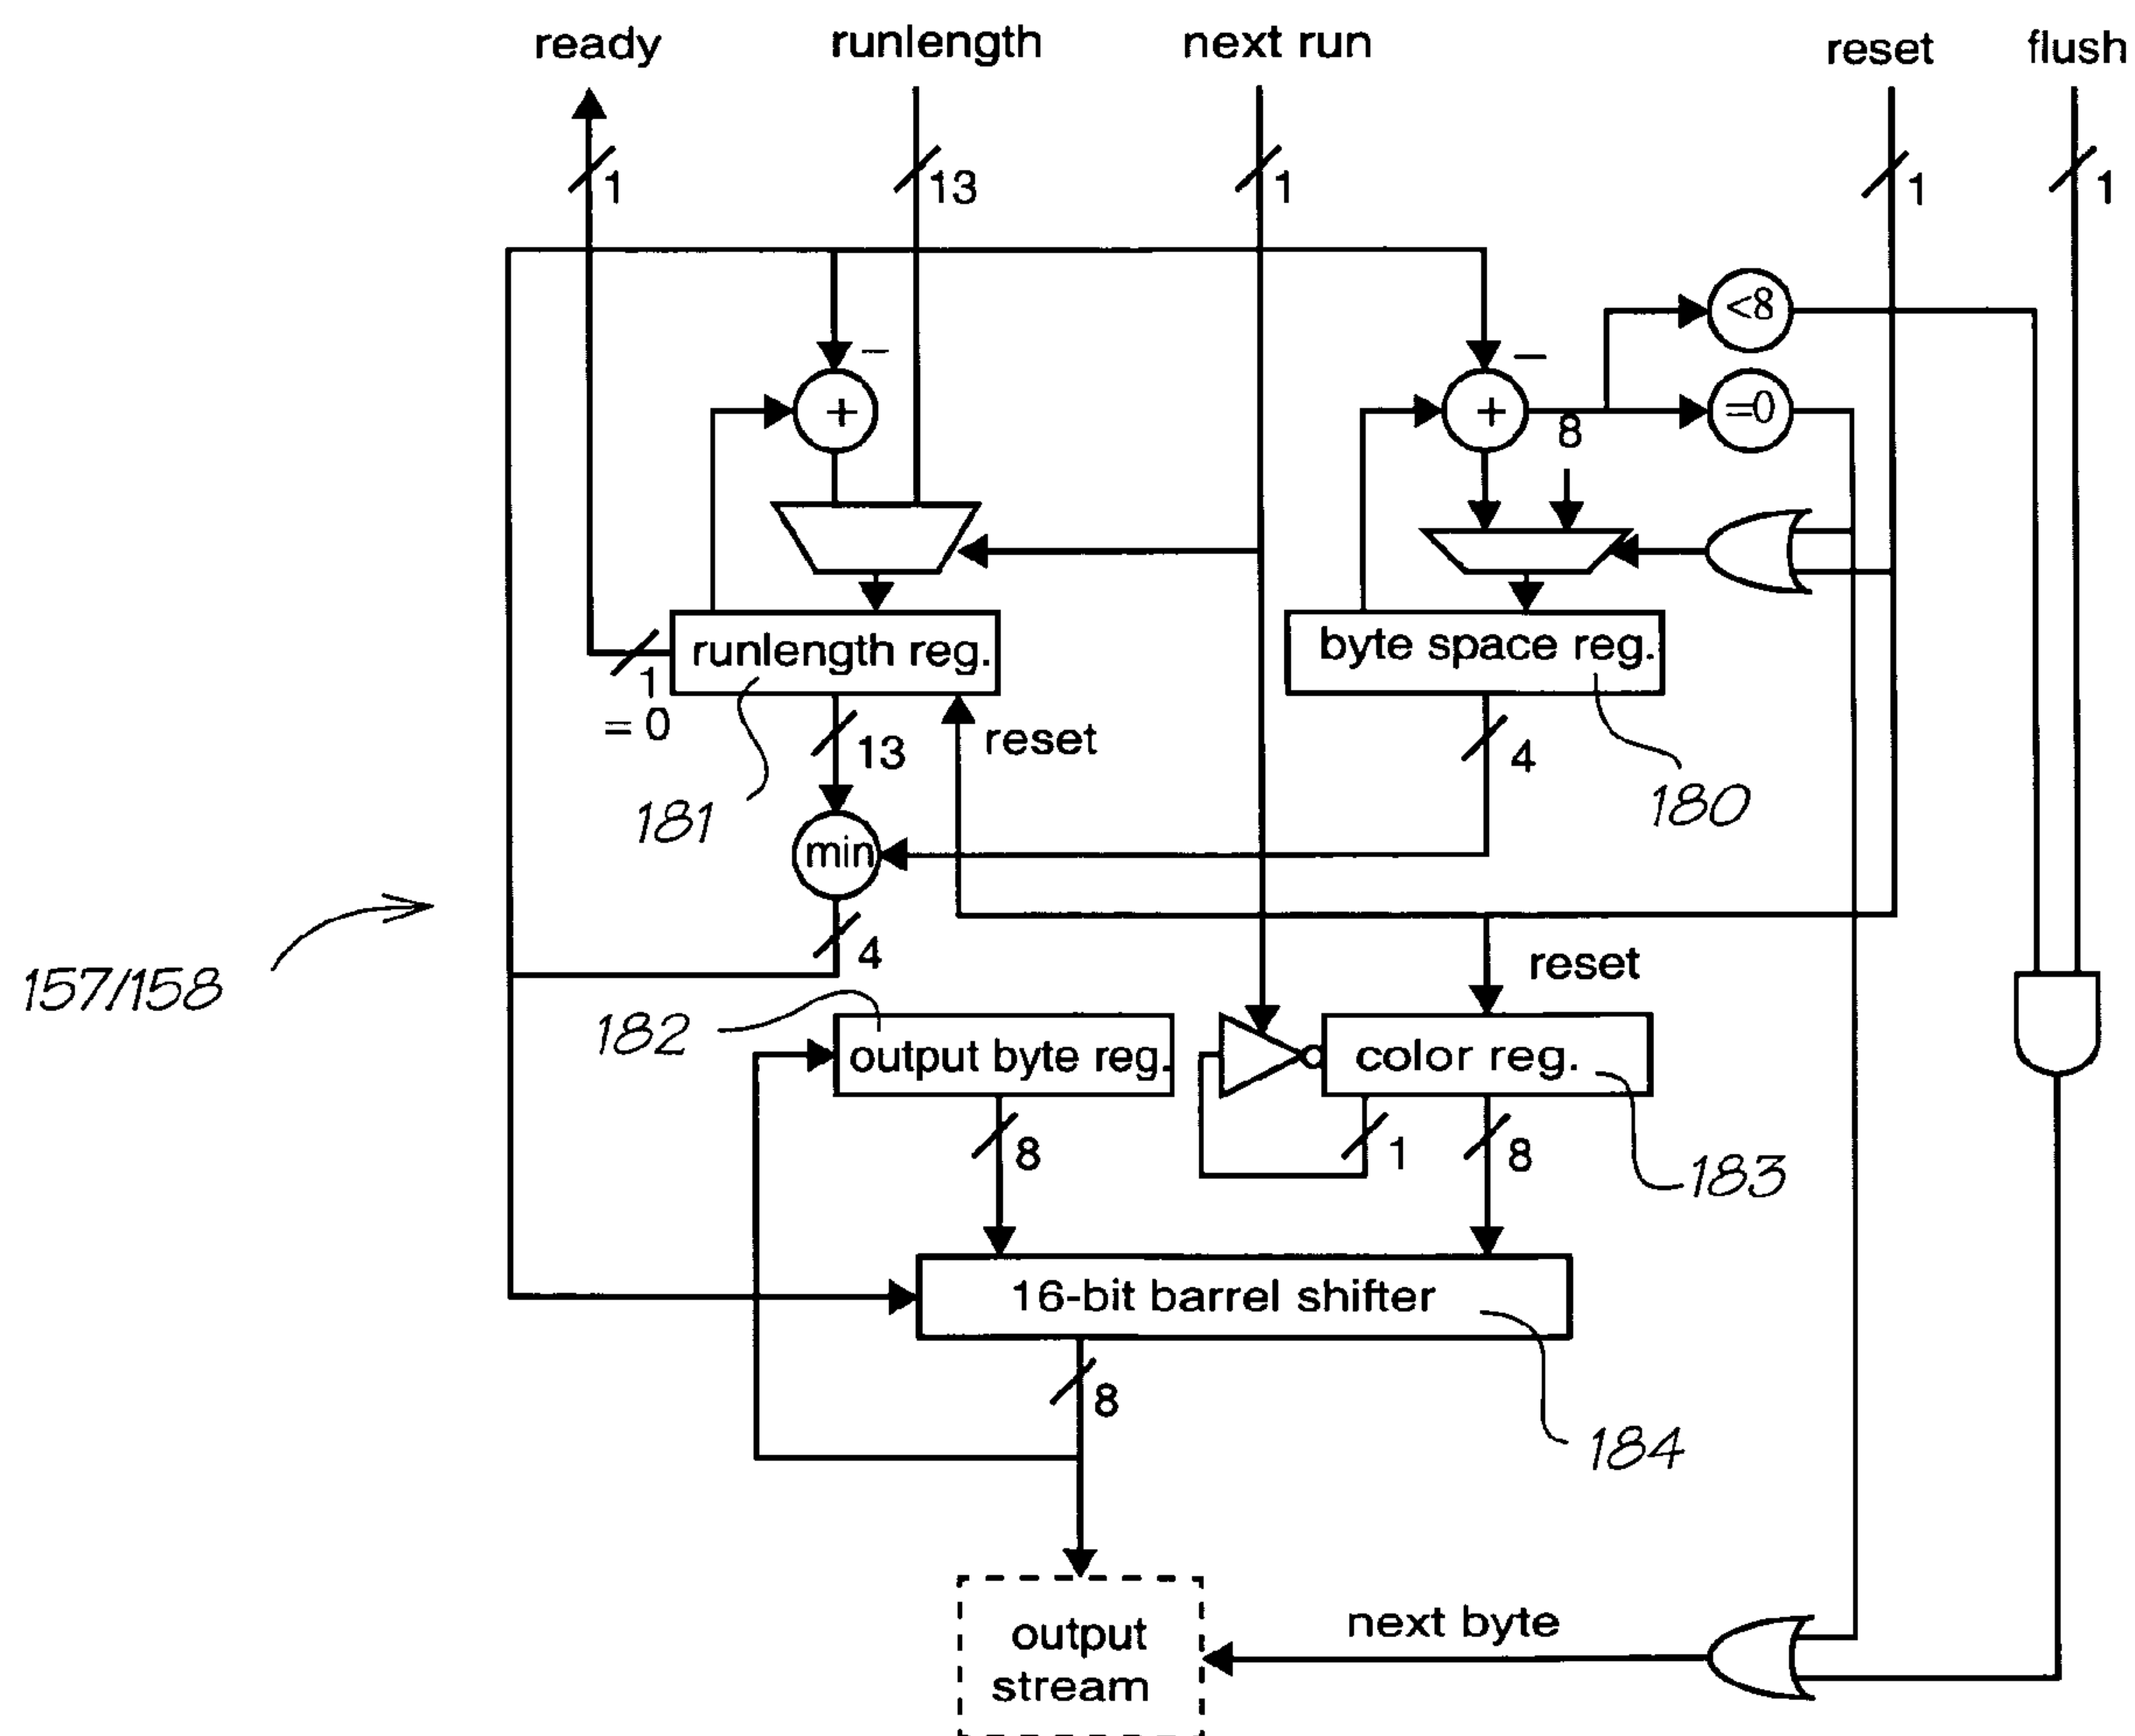 ready
runlength
next run
reset
flush
1
13
1
1
1
<8
−
−
+
+
=0
8
runlength reg.
byte space reg.
1
= 0
13
reset
4
181
180
min
4
reset
157/158
182
output byte reg.
color reg.
8
1
8
183
16-bit barrel shifter
8
184
next byte
output
stream